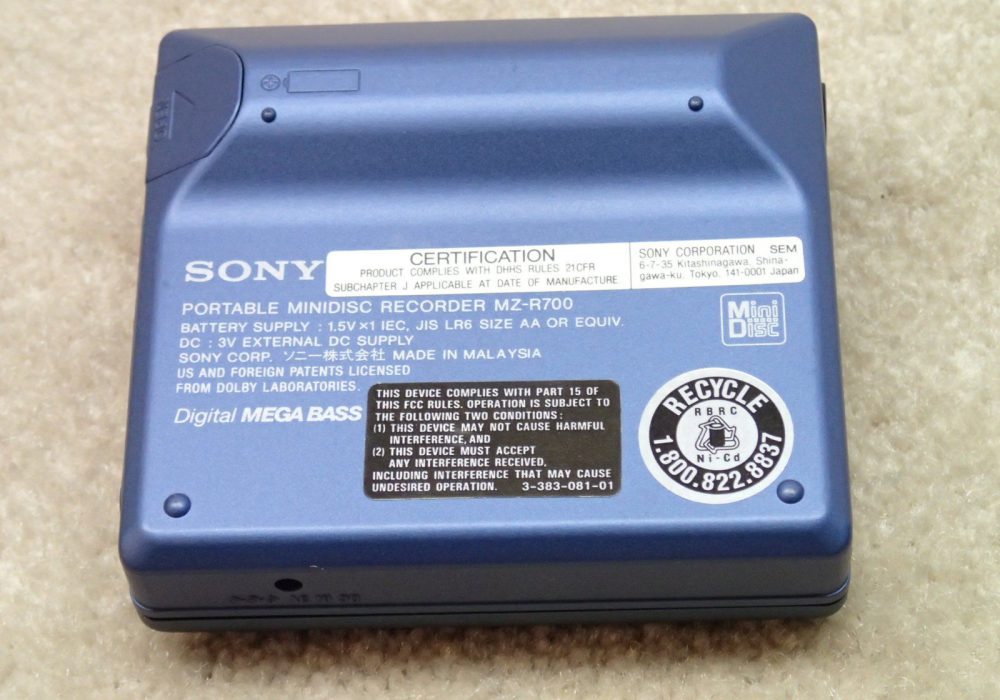 SONY
CERTIFICATION
PRODUCT COMPLIES WITH DHHS RULES 21CFR
SUBCHAPTER J APPLICABLE AT DATE OF MANUFACTURE
SONY CORPORATION SEM
6-7-35 Kitashinagawa, Shina-
gawa-ku, Tokyo, 141-0001 Japan
PORTABLE MINIDISC RECORDER MZ-R700
BATTERY SUPPLY : 1.5V×1 IEC, JIS LR6 SIZE AA OR EQUIV.
DC : 3V EXTERNAL DC SUPPLY
SONY CORP. ソニー株式会社 MADE IN MALAYSIA
US AND FOREIGN PATENTS LICENSED
FROM DOLBY LABORATORIES.
Digital MEGA BASS
Mini
Disc
THIS DEVICE COMPLIES WITH PART 15 OF
THIS FCC RULES. OPERATION IS SUBJECT TO
THE FOLLOWING TWO CONDITIONS:
(1) THIS DEVICE MAY NOT CAUSE HARMFUL
INTERFERENCE, AND
(2) THIS DEVICE MUST ACCEPT
ANY INTERFERENCE RECEIVED,
INCLUDING INTERFERENCE THAT MAY CAUSE
UNDESIRED OPERATION. 3-383-081-01
RECYCLE
RBRC
Ni-Cd
1.800.822.8837